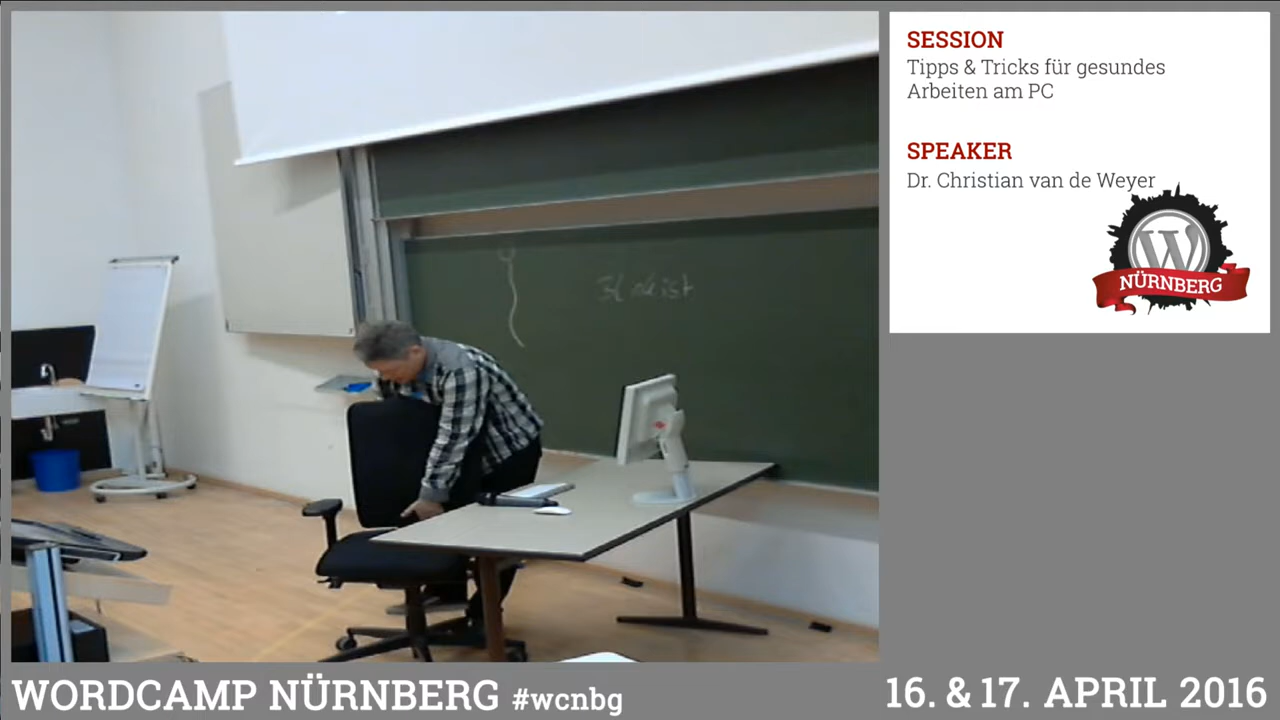 SESSION
Tipps & Tricks für gesundes
Arbeiten am PC
SPEAKER
Dr. Christian van de Weyer
NÜRNBERG
WORDCAMP NÜRNBERG #wcnbg
16. & 17. APRIL 2016